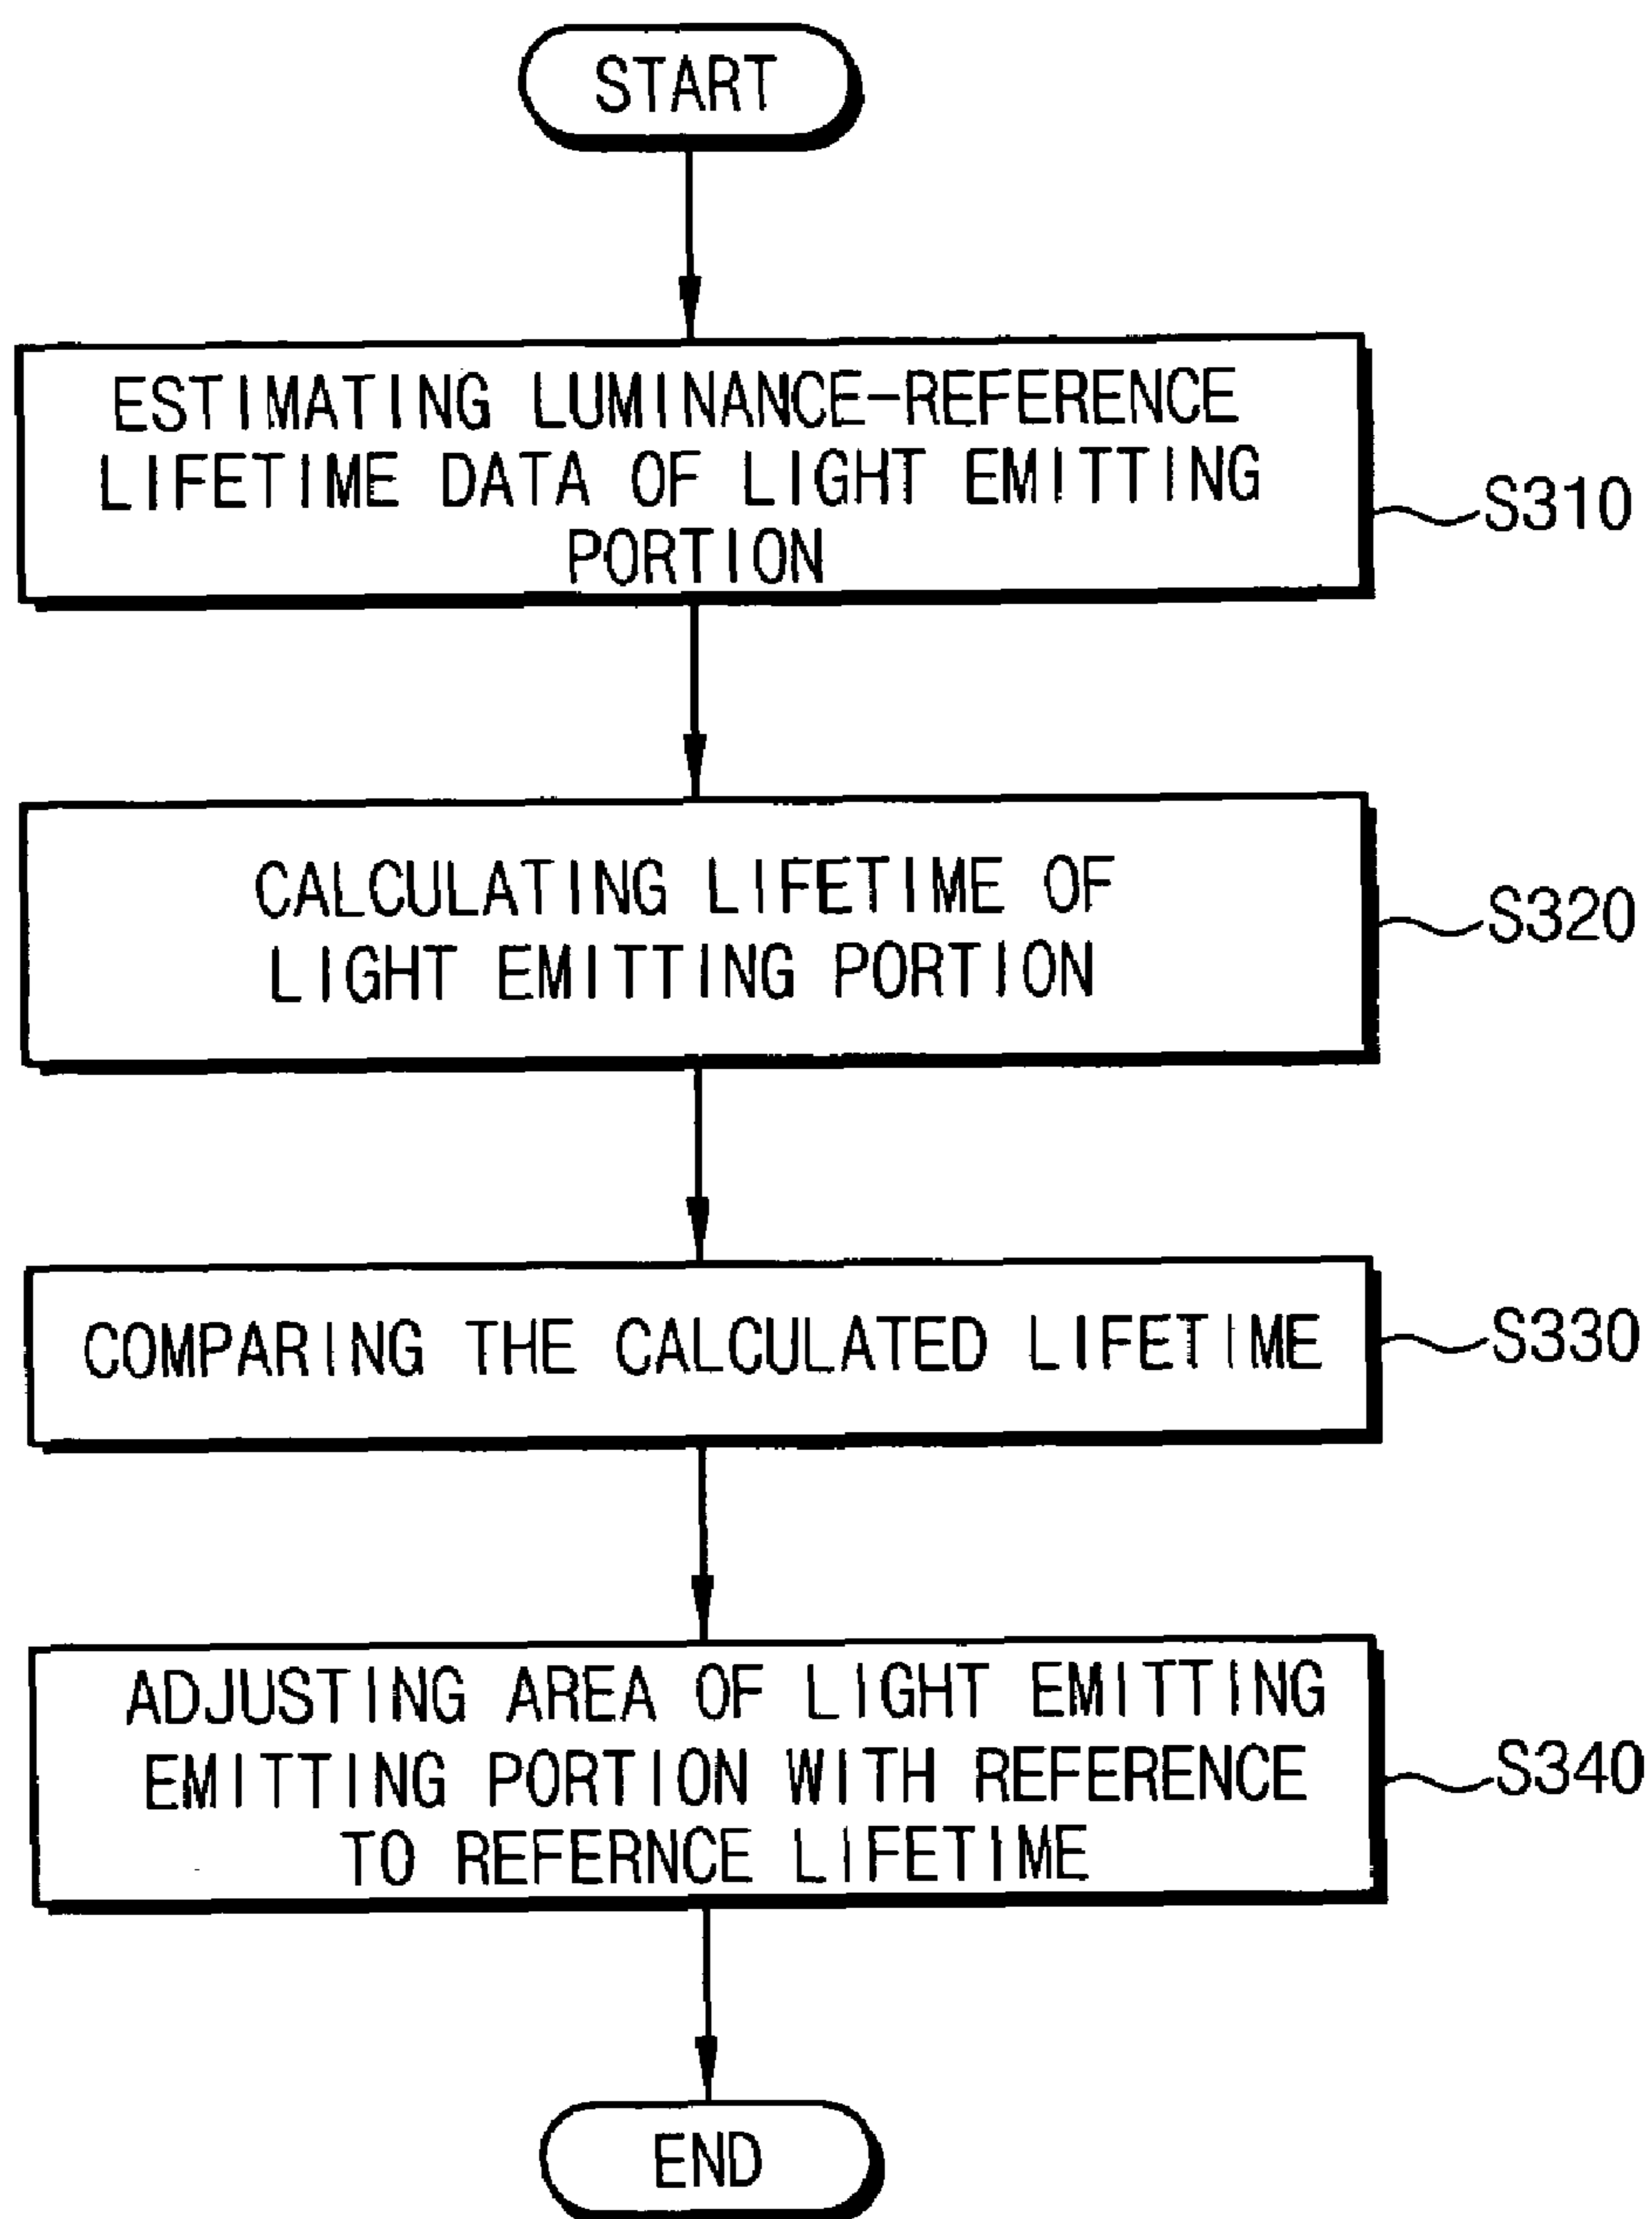 START
ESTIMATING LUMINANCE-REFERENCE
LIFETIME DATA OF LIGHT EMITTING
PORTION
S310
CALCULATING LIFETIME OF
LIGHT EMITTING PORTION
S320
COMPARING THE CALCULATED LIFETIME
S330
ADJUSTING AREA OF LIGHT EMITTING
EMITTING PORTION WITH REFERENCE
TO REFERNCE LIFETIME
S340
END